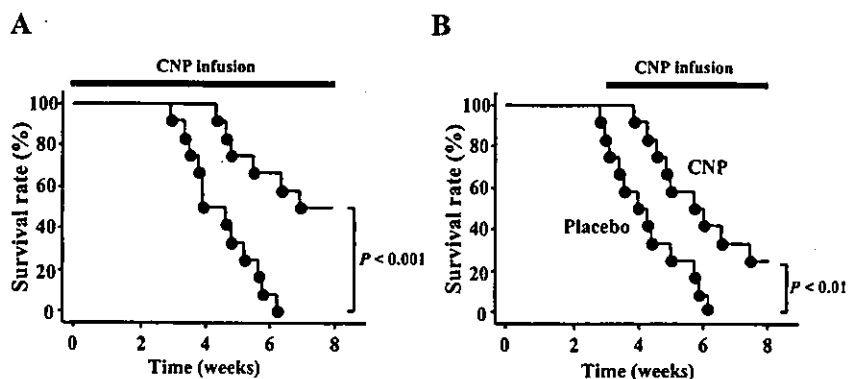 A
CNP infusion
Survival rate (%)
100
80
60
40
20
0
P < 0.001
0
2
4
6
8
Time (weeks)
B
CNP infusion
Survival rate (%)
100
80
60
40
20
0
CNP
Placebo
P < 0.01
0
2
4
6
8
Time (weeks)